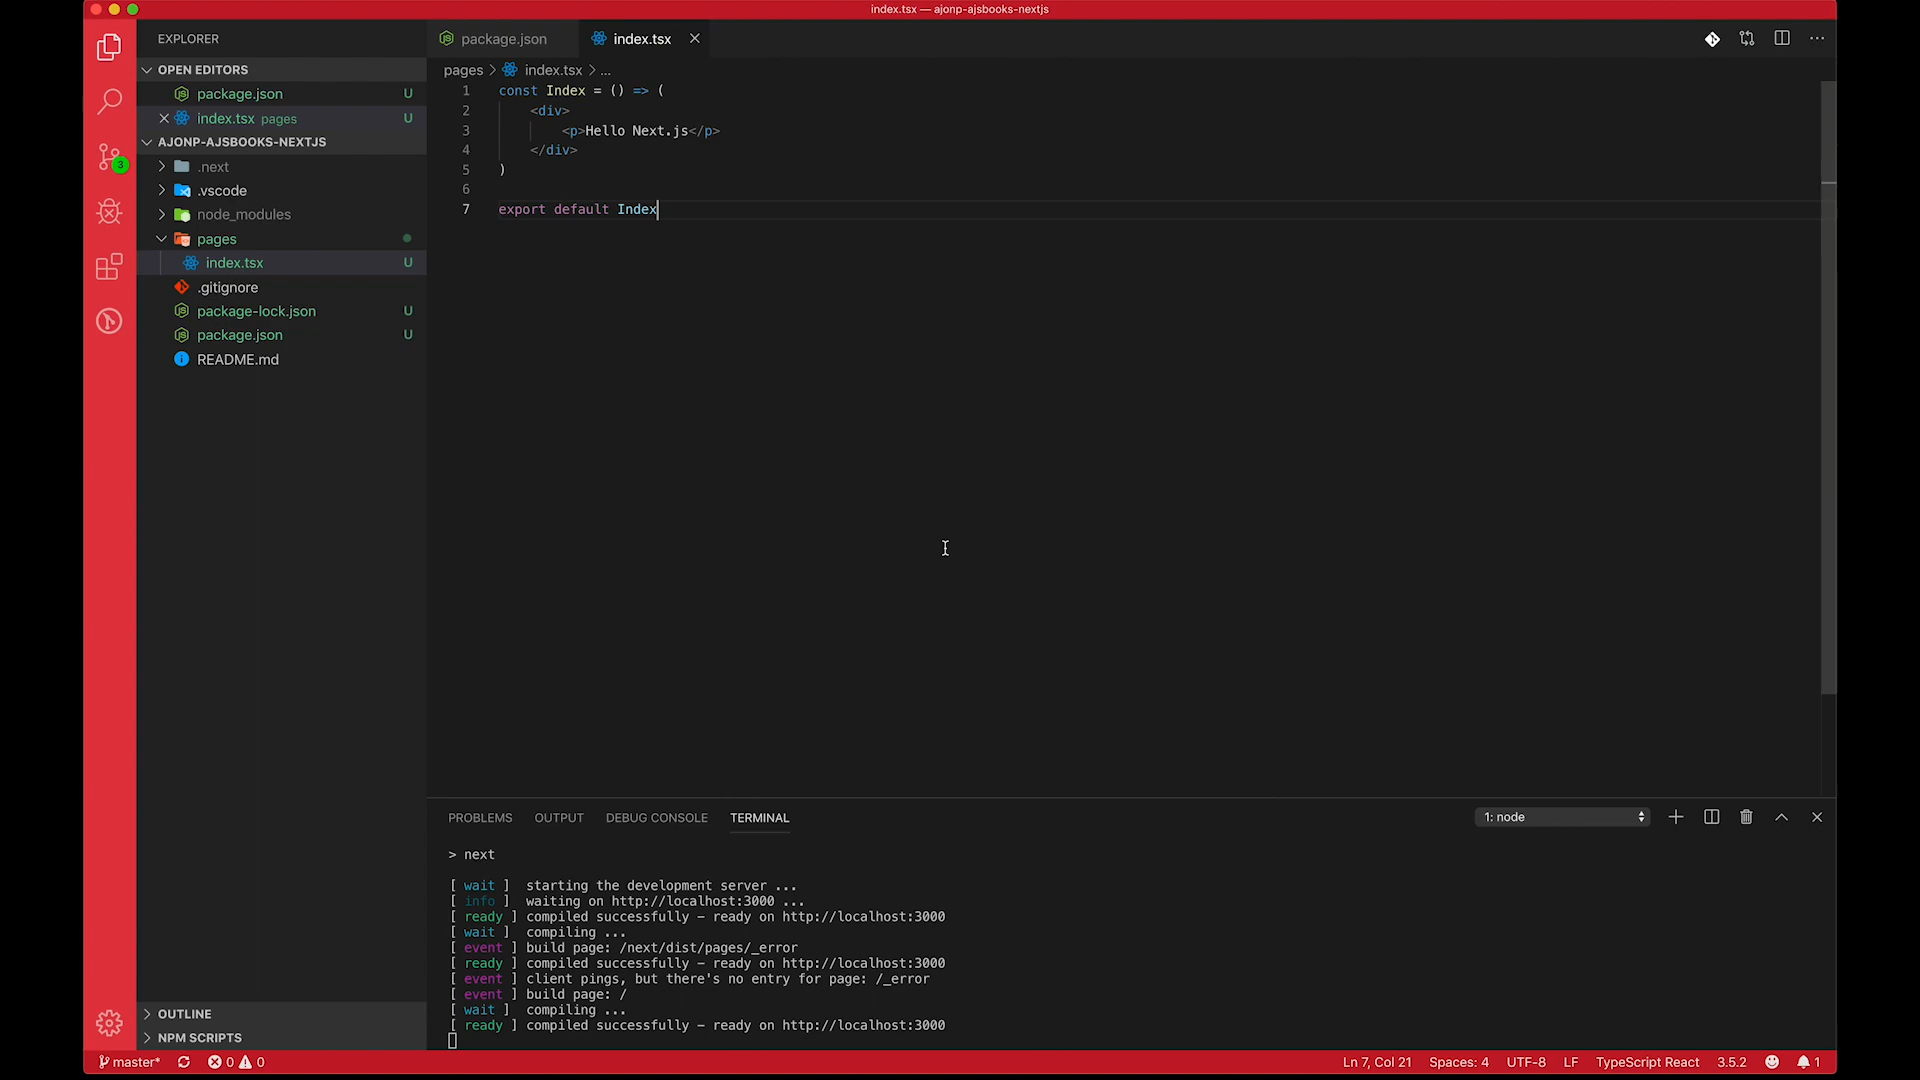 index.tsx — ajonp-ajsbooks-nextjs
EXPLORER
OPEN EDITORS
package.json U
index.tsx pages U
AJONP-AJSBOOKS-NEXTJS
.next
.vscode
node_modules
pages
index.tsx U
.gitignore
package-lock.json U
package.json U
README.md
OUTLINE
NPM SCRIPTS
3
package.json
index.tsx
pages > index.tsx > ...
1 const Index = () => (
2 <div>
3 <p>Hello Next.js</p>
4 </div>
5 )
6
7 export default Index
PROBLEMS OUTPUT DEBUG CONSOLE TERMINAL
1: node
> next
[ wait ] starting the development server ...
[ info ] waiting on http://localhost:3000 ...
[ ready ] compiled successfully - ready on http://localhost:3000
[ wait ] compiling ...
[ event ] build page: /next/dist/pages/_error
[ ready ] compiled successfully - ready on http://localhost:3000
[ event ] client pings, but there's no entry for page: /_error
[ event ] build page: /
[ wait ] compiling ...
[ ready ] compiled successfully - ready on http://localhost:3000
master* 0 0 Ln 7, Col 21 Spaces: 4 UTF-8 LF TypeScript React 3.5.2 1